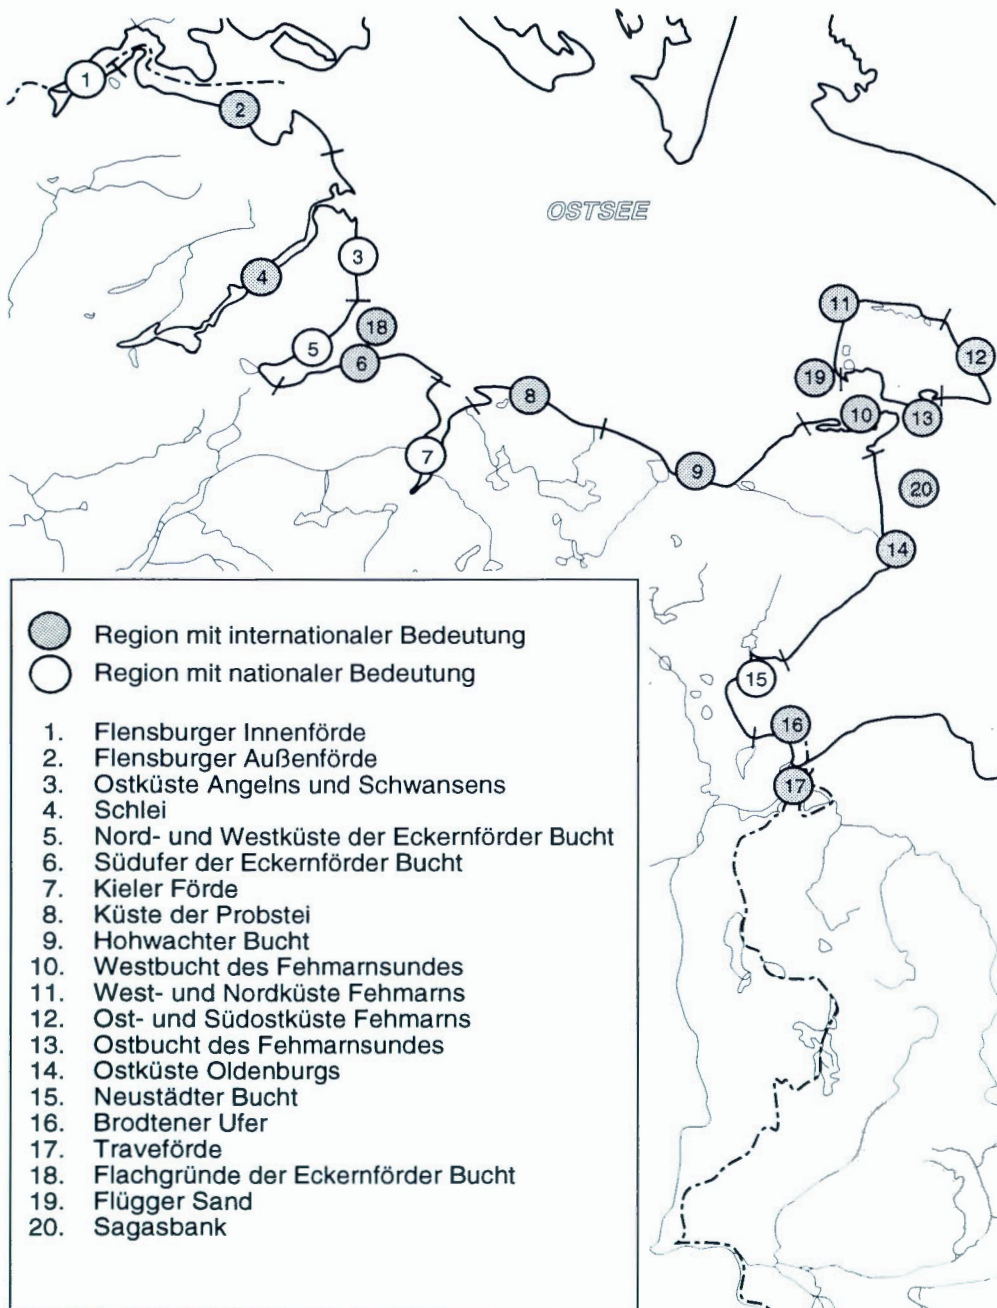 1
2
OSTSEE
3
4
11
18
5
12
6
19
8
10
13
7
9
20
14
Region mit internationaler Bedeutung
Region mit nationaler Bedeutung
15
16
17
1. Flensburger Innenförde
2. Flensburger Außenförde
3. Ostküste Angelns und Schwansens
4. Schlei
5. Nord- und Westküste der Eckernförder Bucht
6. Südufer der Eckernförder Bucht
7. Kieler Förde
8. Küste der Probstei
9. Hohwachter Bucht
10. Westbucht des Fehmarnsundes
11. West- und Nordküste Fehmarns
12. Ost- und Südostküste Fehmarns
13. Ostbucht des Fehmarnsundes
14. Ostküste Oldenburgs
15. Neustädter Bucht
16. Brodtener Ufer
17. Traveförde
18. Flachgründe der Eckernförder Bucht
19. Flügger Sand
20. Sagasbank